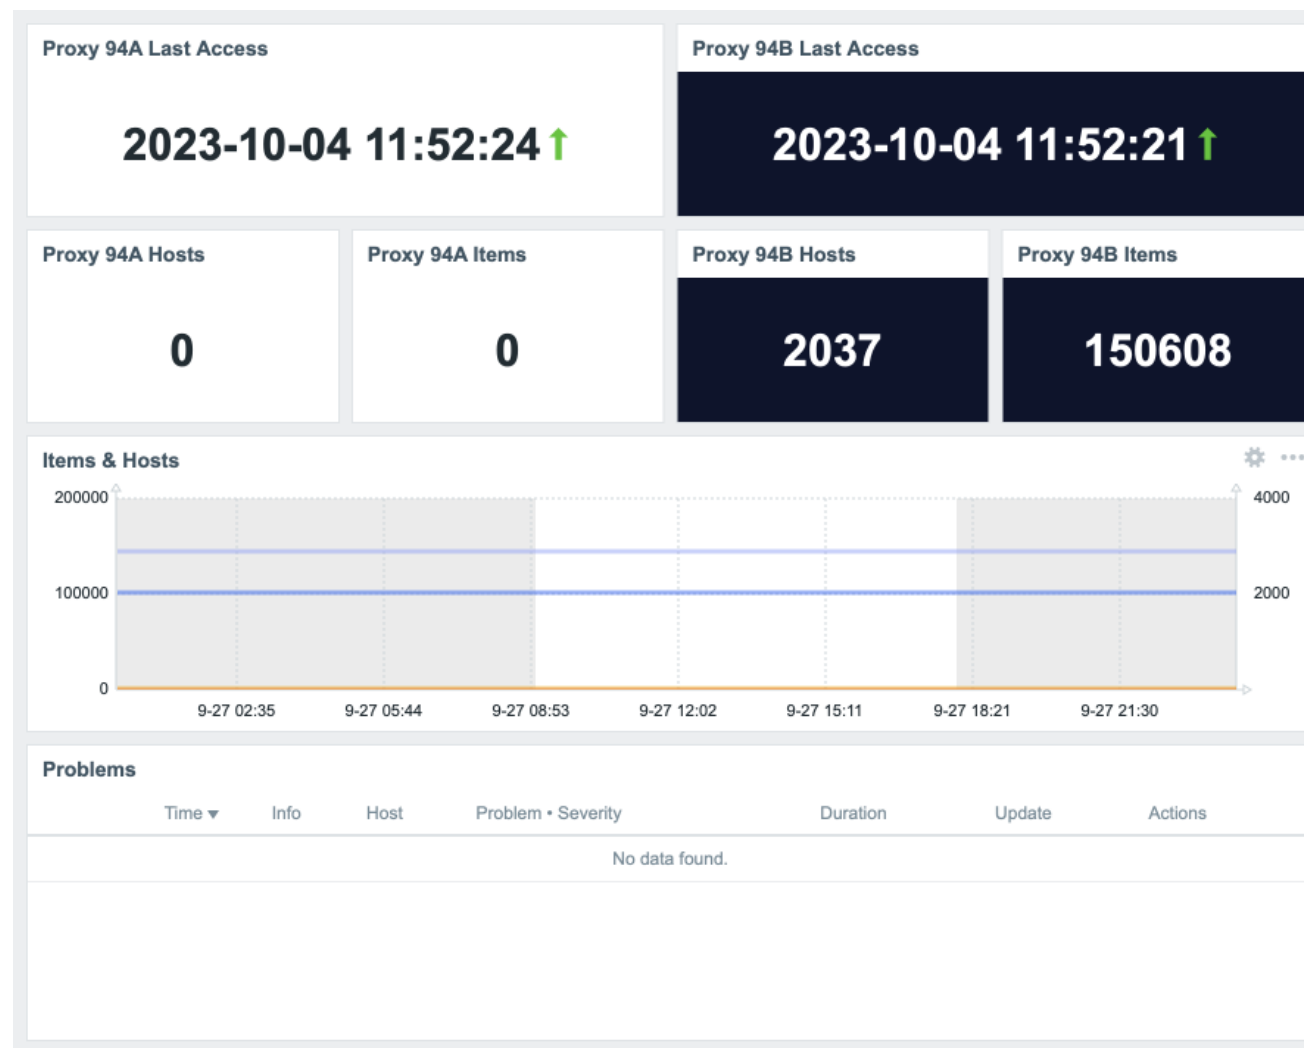 Proxy 94A Last Access
2023-10-04 11:52:24
Proxy 94B Last Access
2023-10-04 11:52:21
Proxy 94A Hosts
0
Proxy 94A Items
0
Proxy 94B Hosts
2037
Proxy 94B Items
150608
Items & Hosts
200000
100000
0
4000
2000
9-27 02:35 9-27 05:44 9-27 08:53 9-27 12:02 9-27 15:11 9-27 18:21 9-27 21:30
Problems
Time Info Host Problem • Severity Duration Update Actions
No data found.